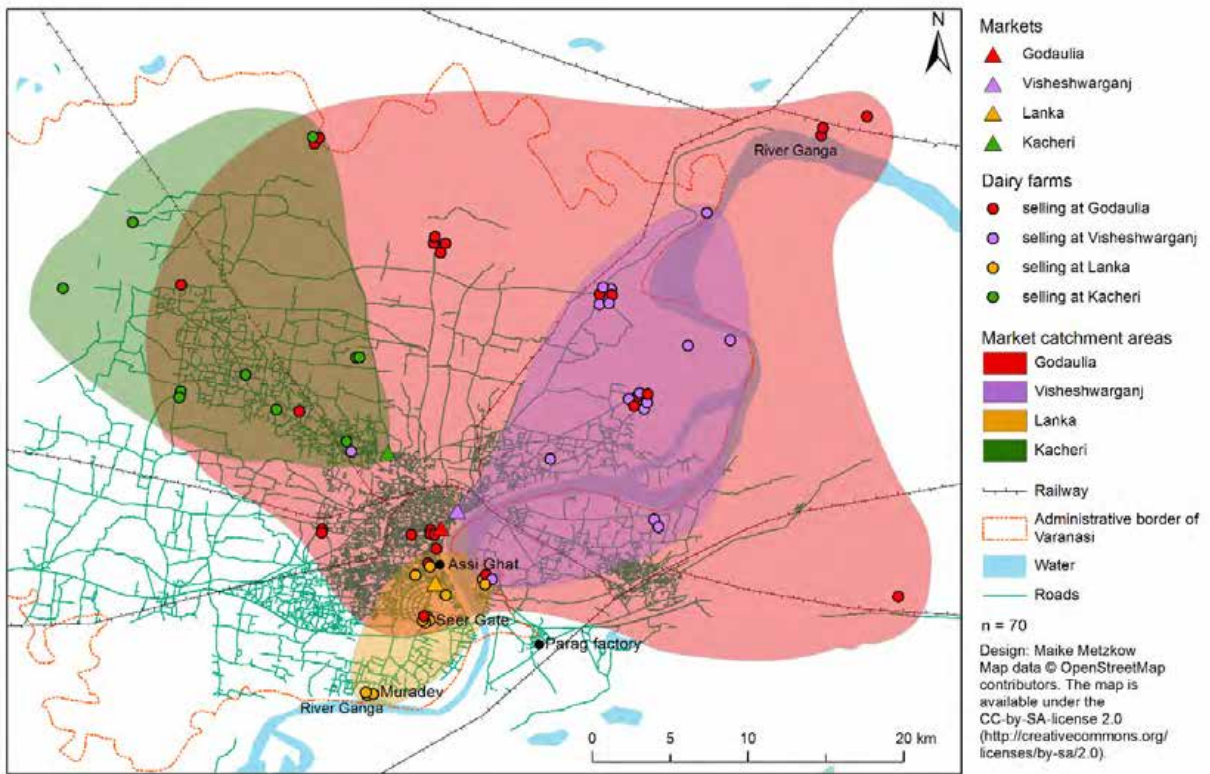 N
River Ganga
Assi Ghat
Seer Gate
Parag factory
Muradev
River Ganga
0 5 10 20 km
Markets
Godaulia
Visheshwarganj
Lanka
Kacheri
Dairy farms
selling at Godaulia
selling at Visheshwarganj
selling at Lanka
selling at Kacheri
Market catchment areas
Godaulia
Visheshwarganj
Lanka
Kacheri
Railway
Administrative border of
Varanasi
Water
Roads
n = 70
Design: Maike Metzkow
Map data © OpenStreetMap
contributors. The map is
available under the
CC-by-SA-license 2.0
(http://creativecommons.org/
licenses/by-sa/2.0).